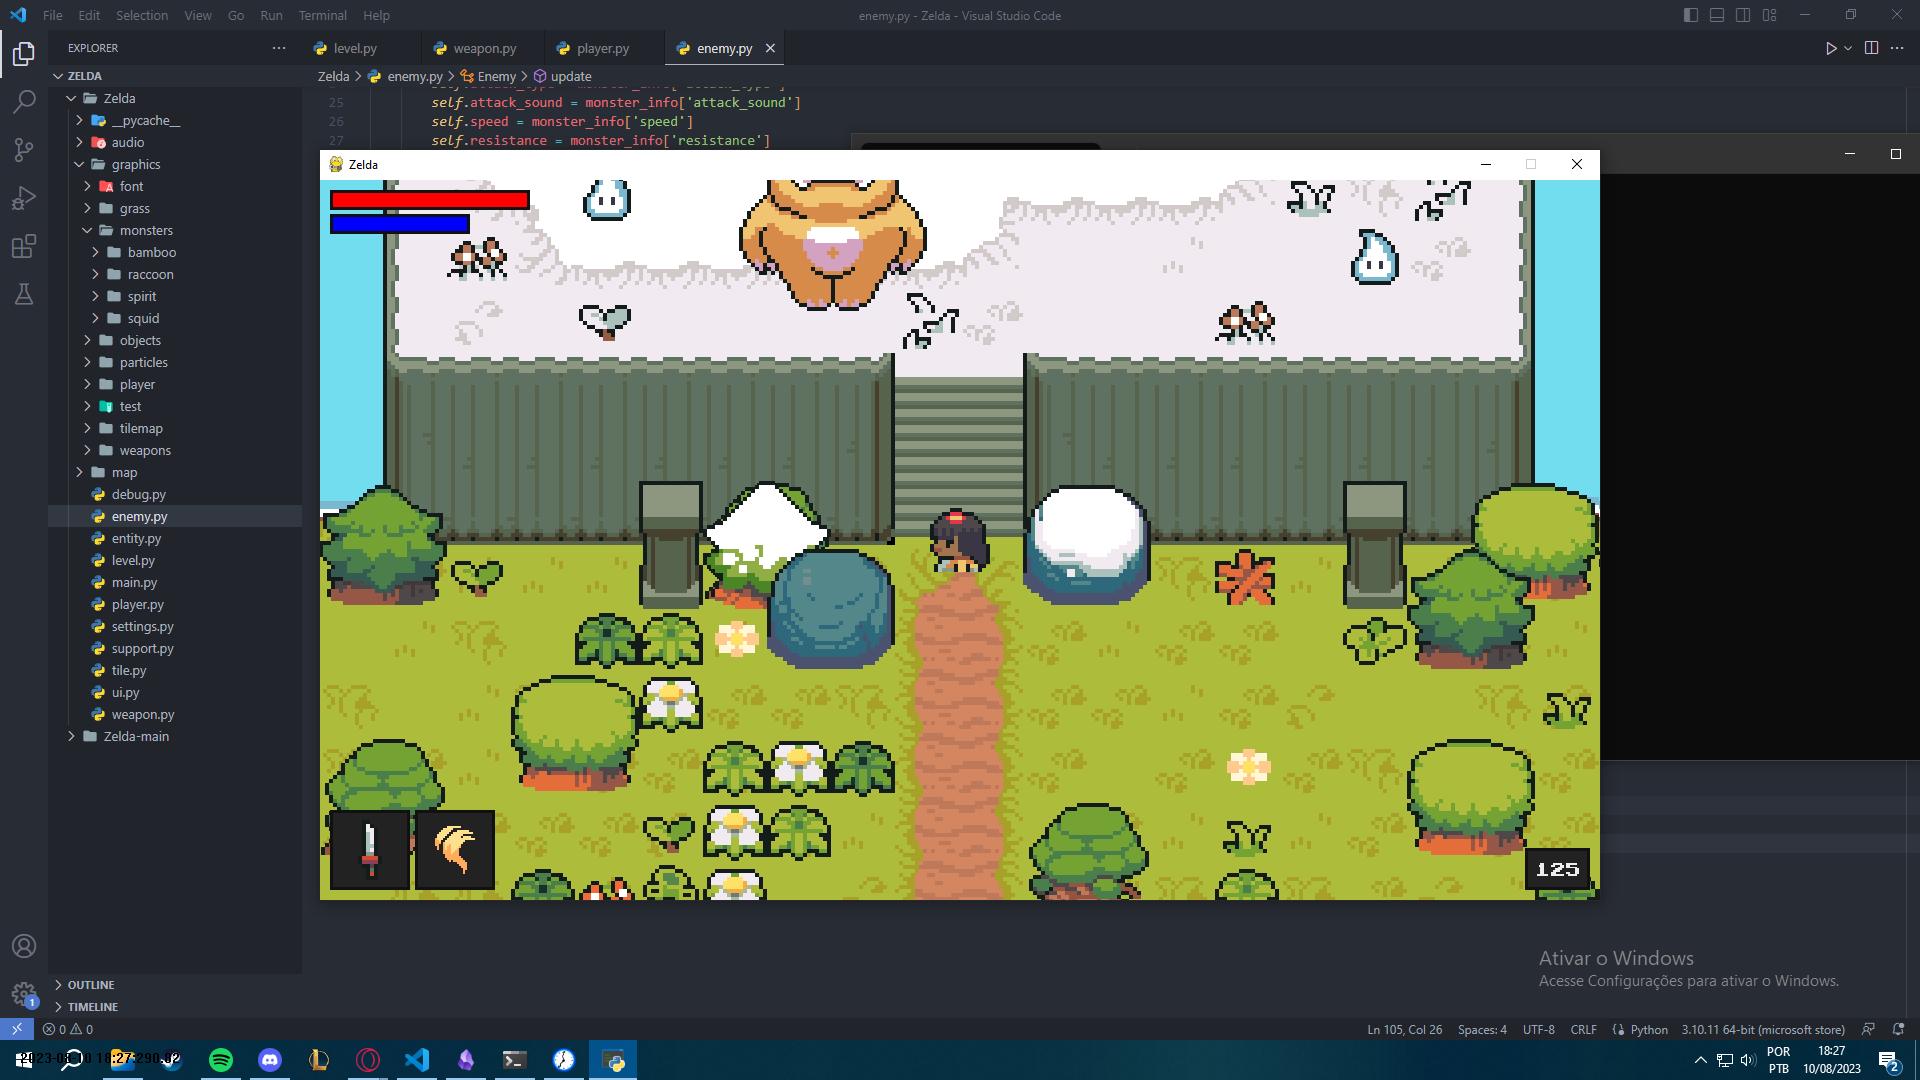 File Edit Selection View Go Run Terminal Help
enemy.py - Zelda - Visual Studio Code
EXPLORER
level.py
weapon.py
player.py
enemy.py
ZELDA
Zelda > enemy.py > Enemy > update
Zelda
__pycache__
audio
graphics
font
grass
monsters
bamboo
raccoon
spirit
squid
objects
particles
player
test
tilemap
weapons
map
debug.py
enemy.py
entity.py
level.py
main.py
player.py
settings.py
support.py
tile.py
ui.py
weapon.py
Zelda-main
OUTLINE
TIMELINE
25 self.attack_sound = monster_info['attack_sound']
26 self.speed = monster_info['speed']
27 self.resistance = monster_info['resistance']
Zelda
125
Ativar o Windows
Acesse Configurações para ativar o Windows.
1
0 0
Ln 105, Col 26 Spaces: 4 UTF-8 CRLF Python 3.10.11 64-bit (microsoft store)
POR
PTB
18:27
10/08/2023
2